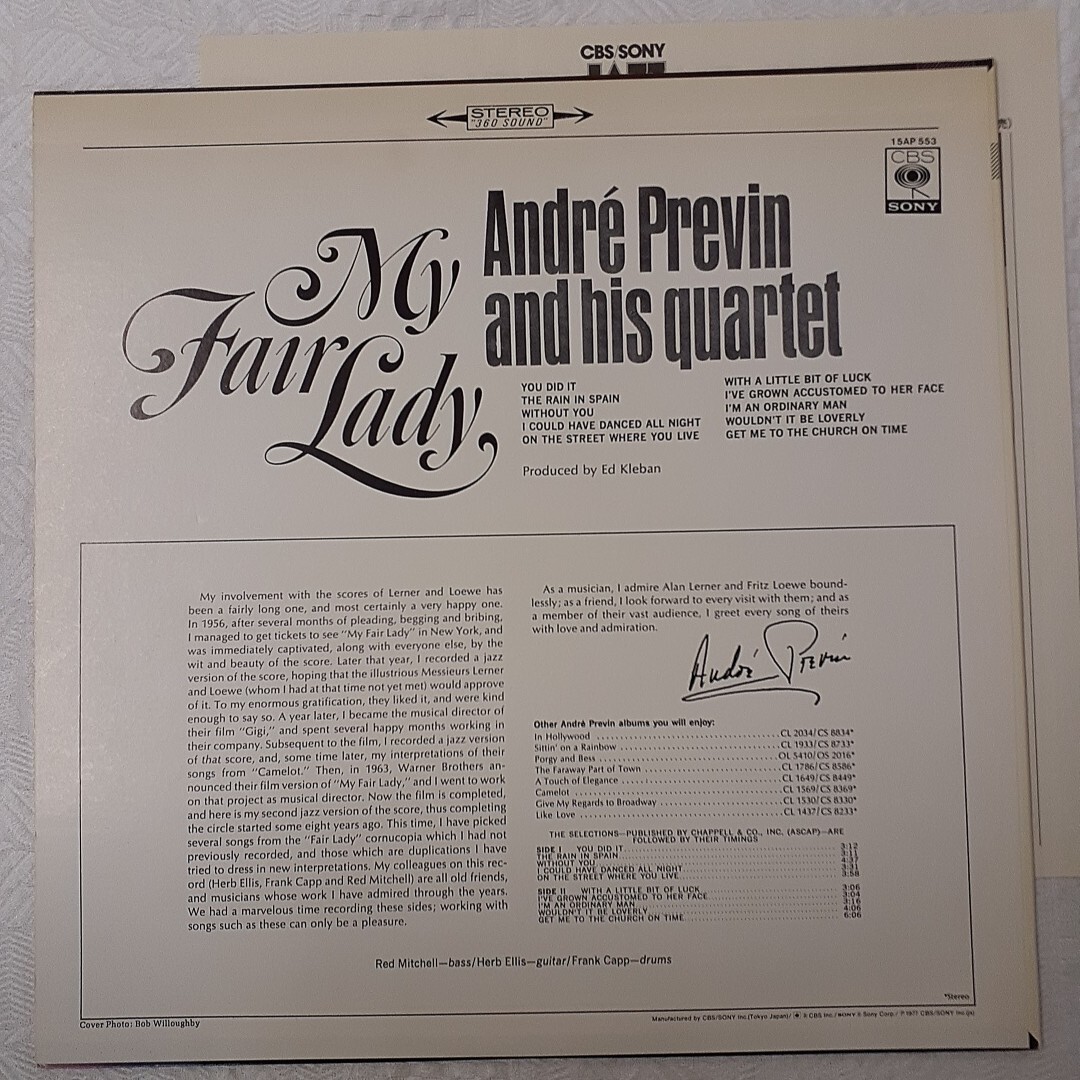 CBS/SONY
STEREO
"360 SOUND"
15AP 553
CBS
SONY
My
Fair
Lady
André Previn
and his quartet
YOU DID IT
THE RAIN IN SPAIN
WITHOUT YOU
I COULD HAVE DANCED ALL NIGHT
ON THE STREET WHERE YOU LIVE
WITH A LITTLE BIT OF LUCK
I'VE GROWN ACCUSTOMED TO HER FACE
I'M AN ORDINARY MAN
WOULDN'T IT BE LOVERLY
GET ME TO THE CHURCH ON TIME
Produced by Ed Kleban
My involvement with the scores of Lerner and Loewe has
been a fairly long one, and most certainly a very happy one.
In 1956, after several months of pleading, begging and bribing,
I managed to get tickets to see "My Fair Lady" in New York, and
was immediately captivated, along with everyone else, by the
wit and beauty of the score. Later that year, I recorded a jazz
version of the score, hoping that the illustrious Messieurs Lerner
and Loewe (whom I had at that time not yet met) would approve
of it. To my enormous gratification, they liked it, and were kind
enough to say so. A year later, I became the musical director of
their film "Gigi," and spent several happy months working in
their company. Subsequent to the film, I recorded a jazz version
of that score, and, some time later, my interpretations of their
songs from "Camelot." Then, in 1963, Warner Brothers an-
nounced their film version of "My Fair Lady," and I went to work
on that project as musical director. Now the film is completed,
and here is my second jazz version of the score, thus completing
the circle started some eight years ago. This time, I have picked
several songs from the "Fair Lady" cornucopia which I had not
previously recorded, and those which are duplications I have
tried to dress in new interpretations. My colleagues on this rec-
ord (Herb Ellis, Frank Capp and Red Mitchell) are all old friends,
and musicians whose work I have admired through the years.
We had a marvelous time recording these sides; working with
songs such as these can only be a pleasure.
As a musician, I admire Alan Lerner and Fritz Loewe bound-
lessly; as a friend, I look forward to every visit with them; and as
a member of their vast audience, I greet every song of theirs
with love and admiration.
André Previn
Other André Previn albums you will enjoy:
In Hollywood ........ CL 2034/CS 8834*
Sittin' on a Rainbow ........ CL 1933/CS 8733*
Porgy and Bess ........ OL 5410/OS 2016*
The Faraway Part of Town ........ CL 1786/CS 8586*
A Touch of Elegance ........ CL 1649/CS 8449*
Camelot ........ CL 1569/CS 8369*
Give My Regards to Broadway ........ CL 1530/CS 8330*
Like Love ........ CL 1437/CS 8233*
THE SELECTIONS—PUBLISHED BY CHAPPELL & CO., INC. (ASCAP)—ARE
FOLLOWED BY THEIR TIMINGS
SIDE I YOU DID IT ........ 3:12
THE RAIN IN SPAIN ........ 3:11
WITHOUT YOU ........ 4:37
I COULD HAVE DANCED ALL NIGHT ........ 3:31
ON THE STREET WHERE YOU LIVE ........ 3:58
SIDE II WITH A LITTLE BIT OF LUCK ........ 3:06
I'VE GROWN ACCUSTOMED TO HER FACE ........ 3:04
I'M AN ORDINARY MAN ........ 3:16
WOULDN'T IT BE LOVERLY ........ 4:06
GET ME TO THE CHURCH ON TIME ........ 6:06
Red Mitchell—bass/Herb Ellis—guitar/Frank Capp—drums
*Stereo
Cover Photo: Bob Willoughby
Manufactured by CBS/SONY Inc.(Tokyo Japan)/ ® CBS Inc./SONY ® Sony Corp./ ℗ 1977 CBS/SONY Inc.